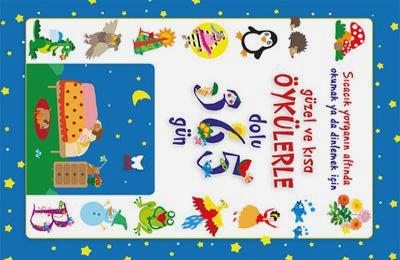 Sıcacık yorganın altında
okumak ya da dinlemek için
güzel ve kısa
ÖYKÜLERLE
dolu
365
gün